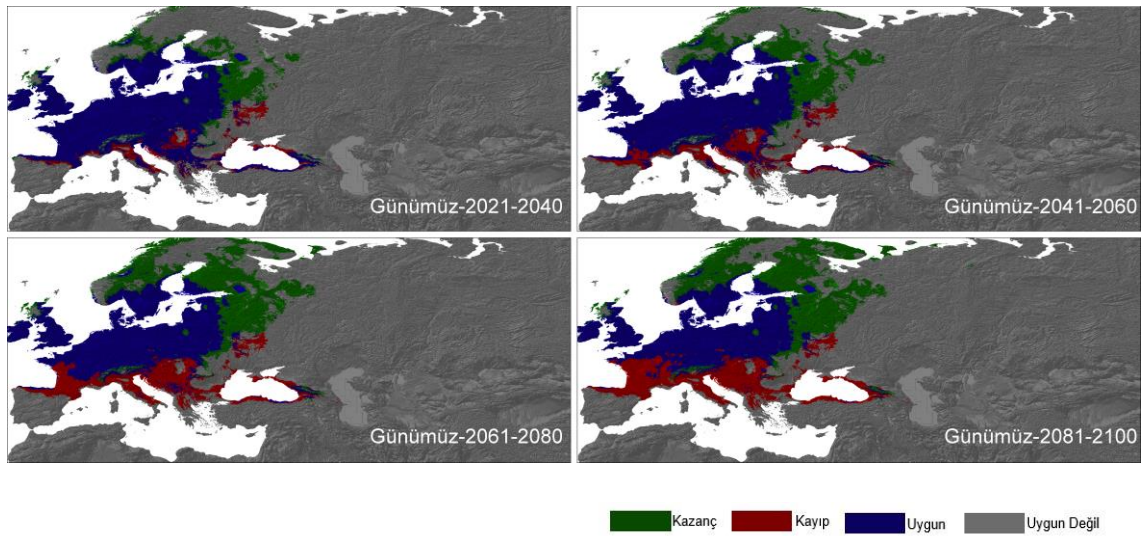 Günümüz-2021-2040
Günümüz-2041-2060
Günümüz-2061-2080
Günümüz-2081-2100
Kazanç Kayıp Uygun Uygun Değil